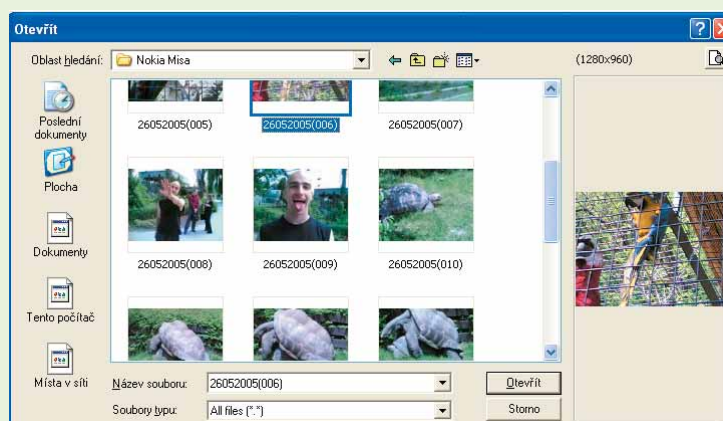 Otevřít
Oblast hledání: Nokia Misa
(1280x960)
26052005(005) 26052005(006) 26052005(007)
Poslední
dokumenty
Plocha
26052005(008) 26052005(009) 26052005(010)
Dokumenty
Tento počítač
Místa v síti
Název souboru: 26052005(006) Otevřít
Soubory typu: All files (*.*) Storno